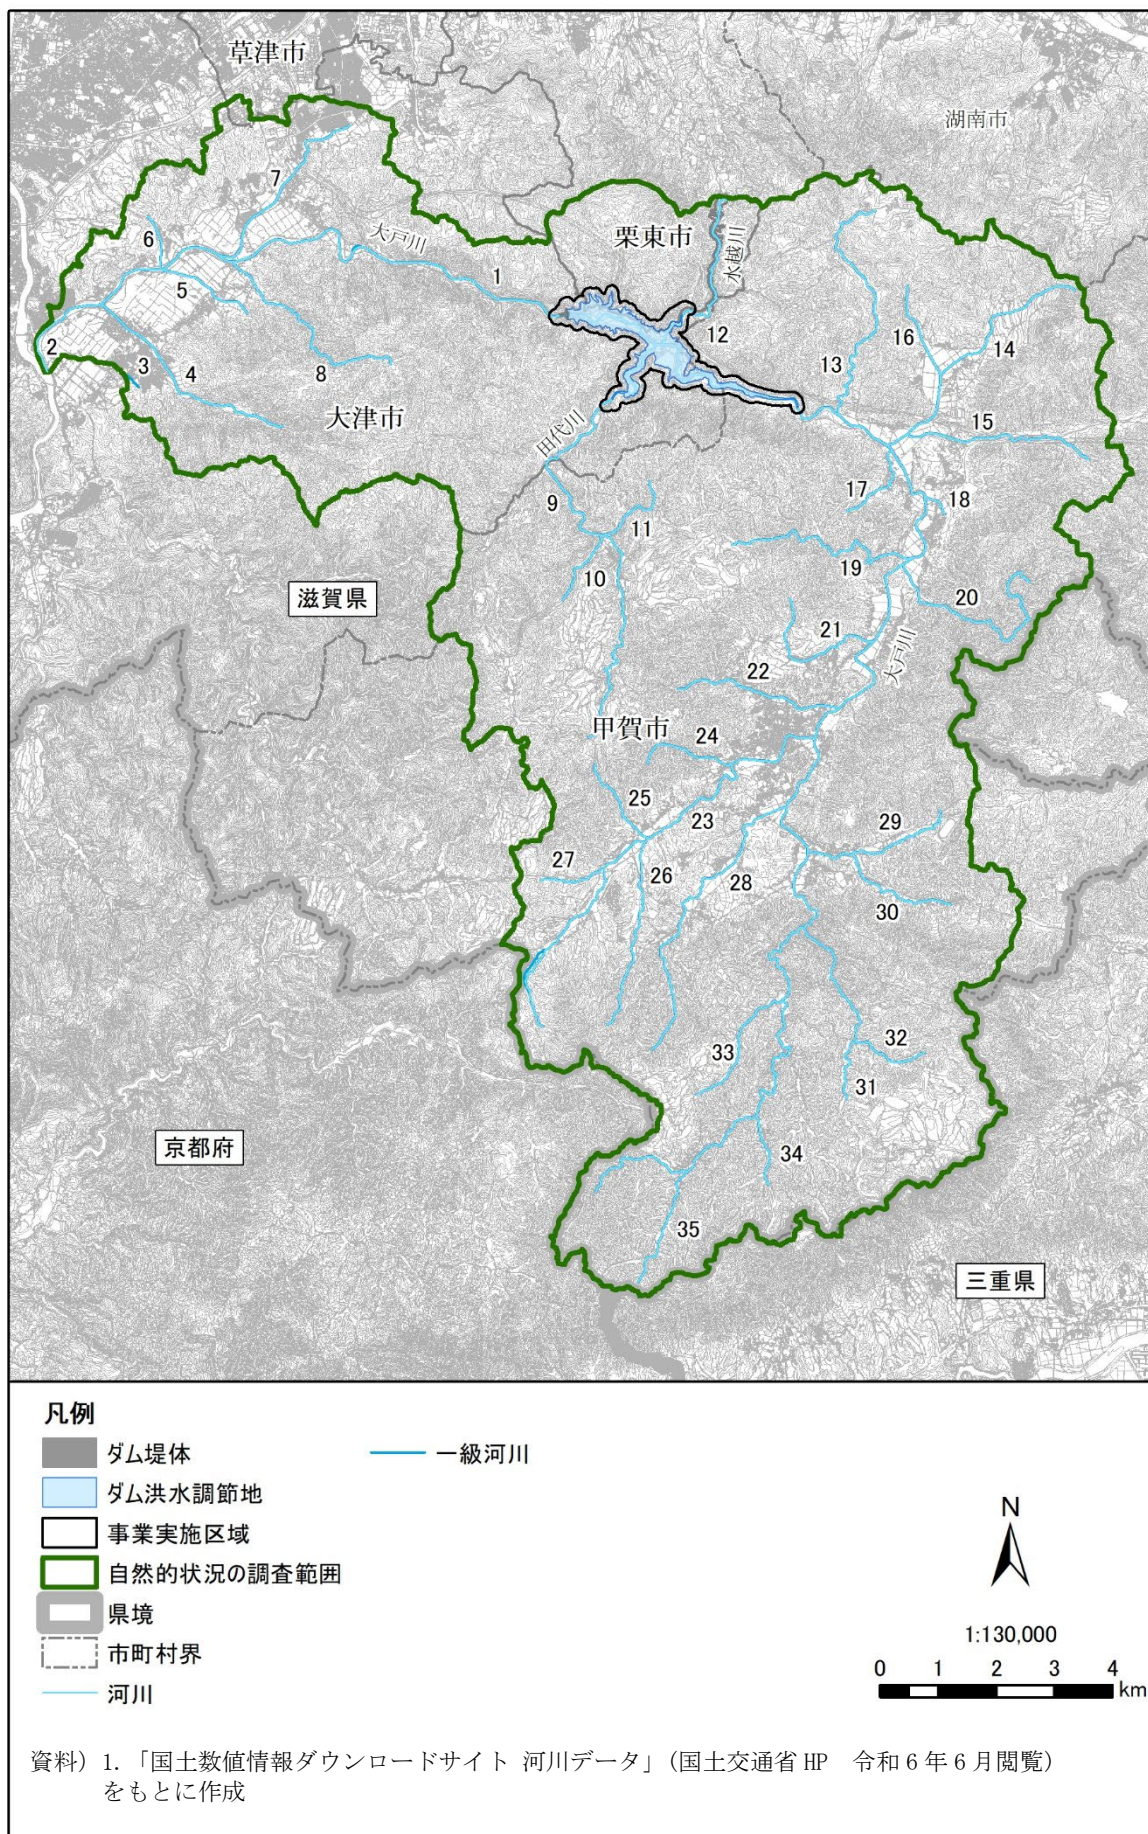 草津市
湖南市
7
栗東市
水越川
6
大戸川
1
5
12
16
14
2
3
4
8
13
大津市
15
田代川
9
11
17
18
10
19
20
滋賀県
21
大戸川
22
甲賀市
24
25
23
29
27
26
28
30
33
32
31
京都府
34
35
三重県
凡例
ダム堤体
一級河川
ダム洪水調節地
事業実施区域
自然的状況の調査範囲
県境
市町村界
河川
N
1:130,000
0 1 2 3 4
km
資料）1.「国土数値情報ダウンロードサイト 河川データ」（国土交通省 HP　令和 6 年 6 月閲覧）
をもとに作成